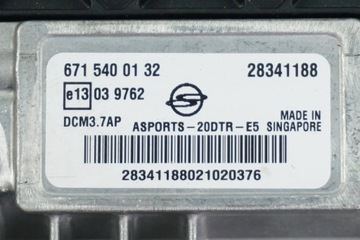 671 540 01 32 28341188
e13 03 9762
DCM3.7AP ASPORTS-20DTR-E5 MADE IN SINGAPORE
28341188021020376